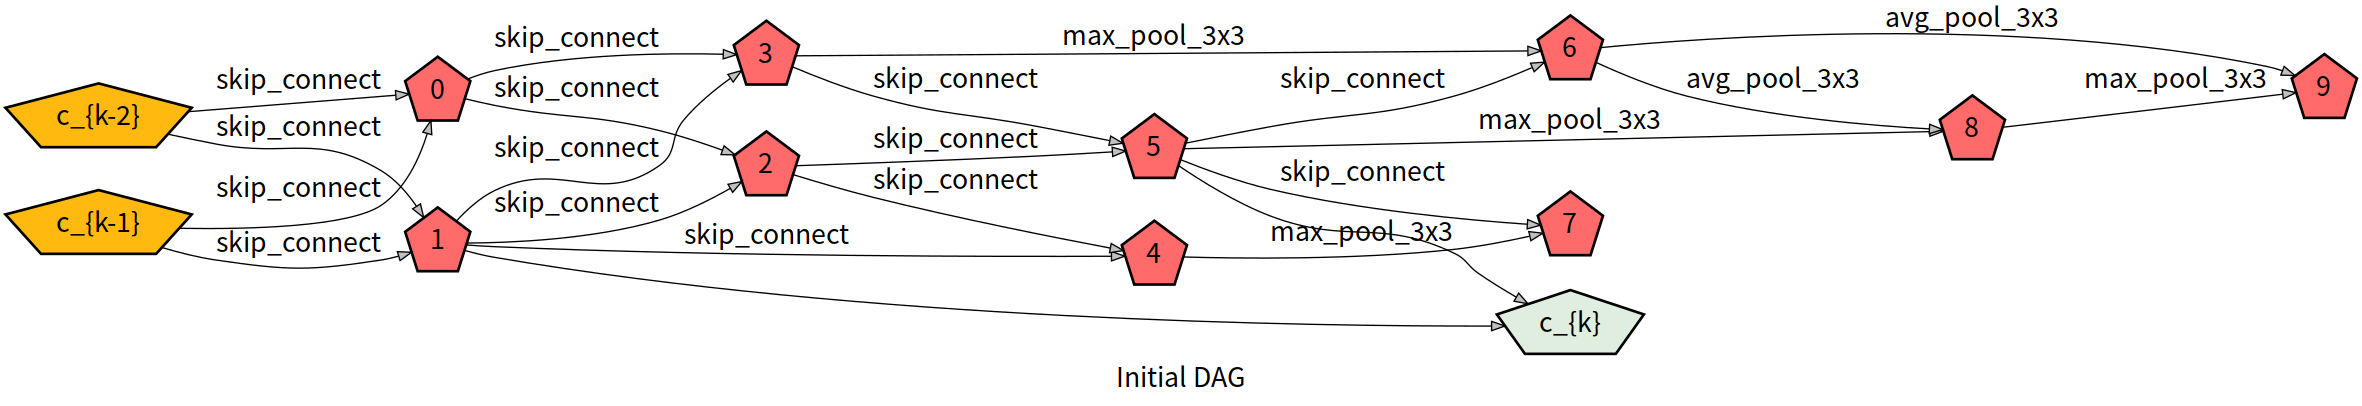 c_{k-2}
c_{k-1}
skip_connect
skip_connect
skip_connect
skip_connect
0
1
skip_connect
skip_connect
skip_connect
skip_connect
3
2
skip_connect
max_pool_3x3
skip_connect
skip_connect
skip_connect
5
4
skip_connect
max_pool_3x3
skip_connect
max_pool_3x3
6
7
c_{k}
avg_pool_3x3
avg_pool_3x3
8
max_pool_3x3
9
Initial DAG